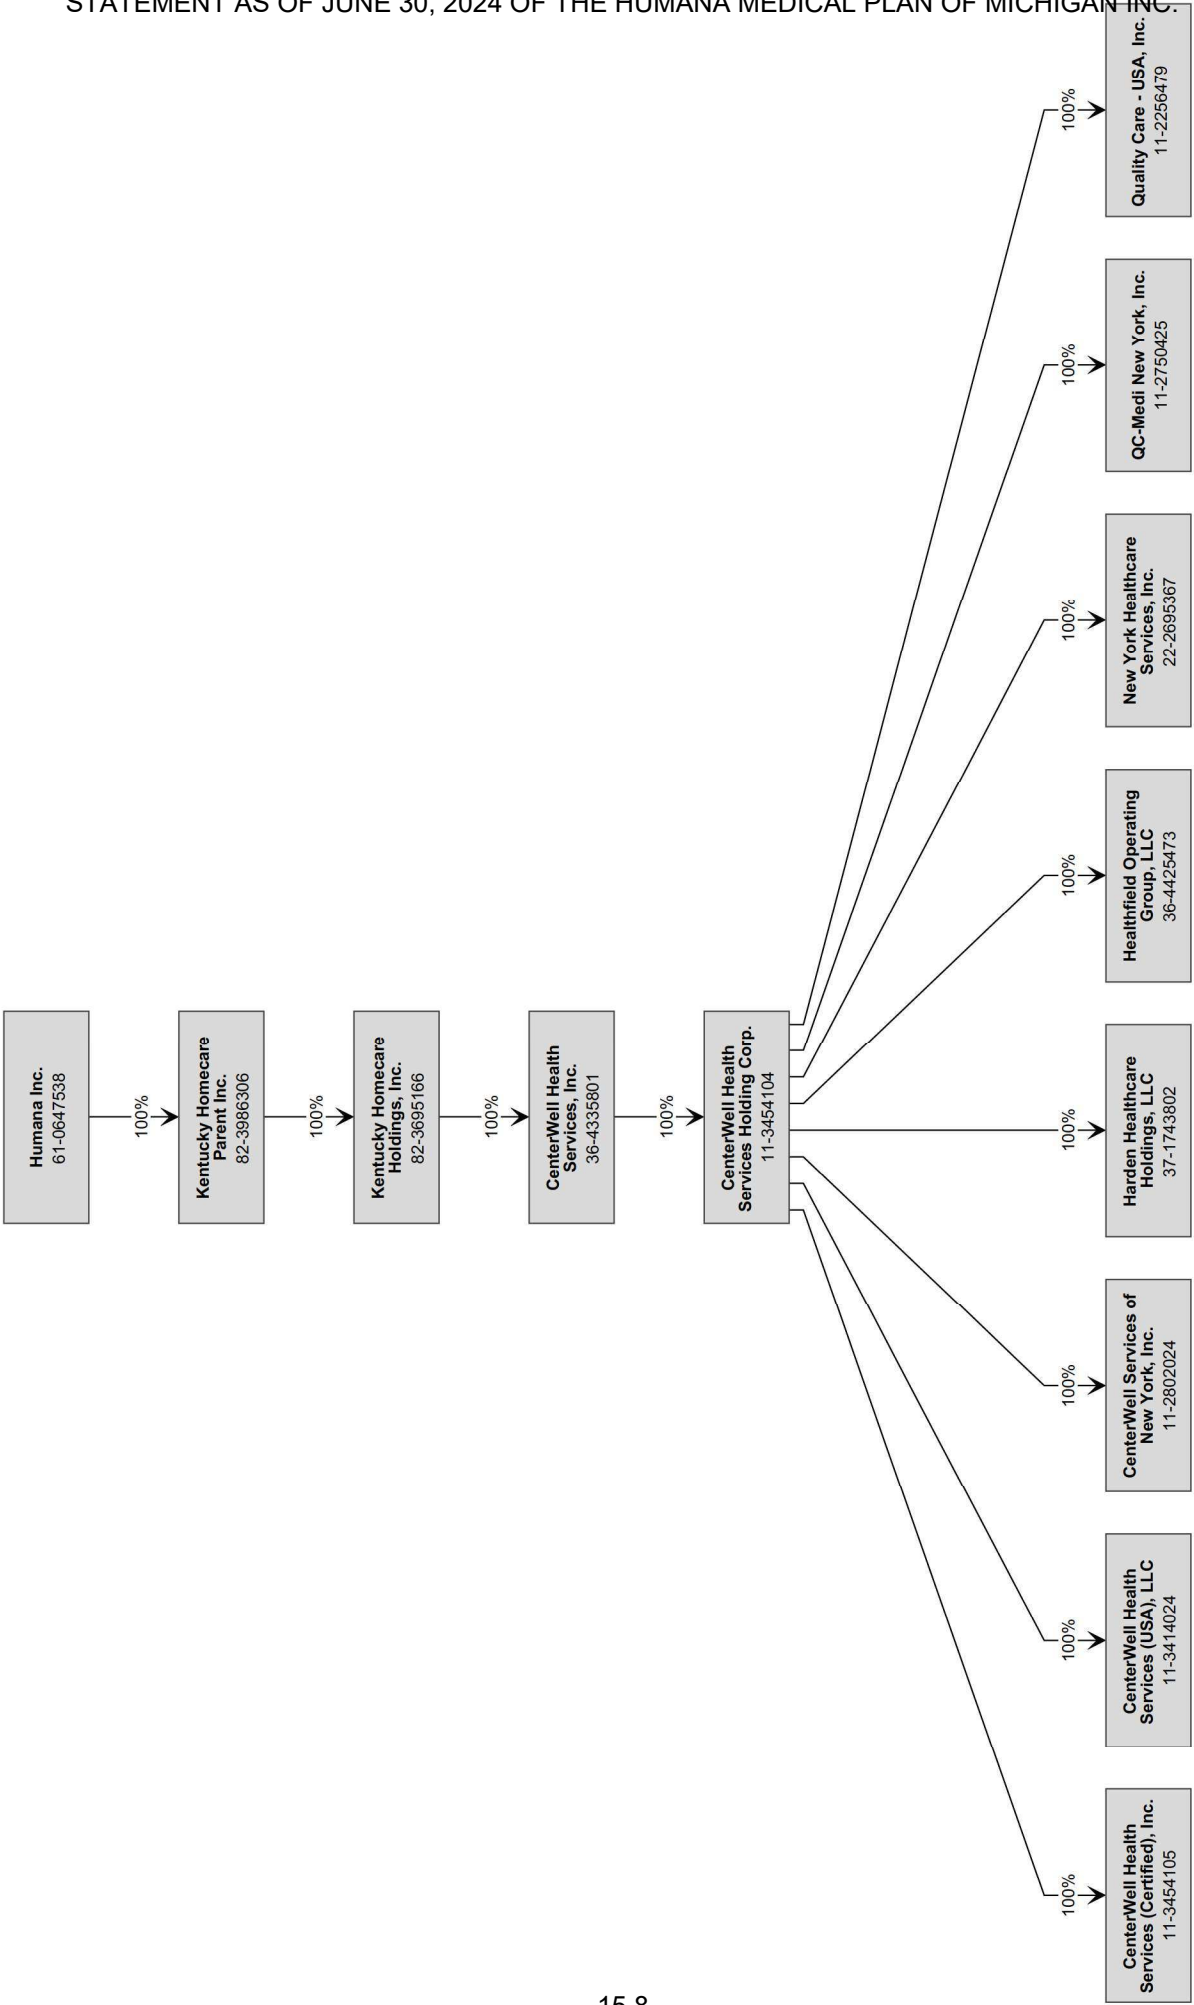 STATEMENT AS OF JUNE 30, 2024 OF THE HUMANA MEDICAL PLAN OF MICHIGAN INC.
Humana Inc.
61-0647538
100%
Kentucky Homecare
Parent Inc.
82-3986306
100%
Kentucky Homecare
Holdings, Inc.
82-3695166
100%
CenterWell Health
Services, Inc.
36-4335801
100%
CenterWell Health
Services Holding Corp.
11-3454104
100%
100%
100%
100%
100%
100%
100%
100%
CenterWell Health
Services (Certified), Inc.
11-3454105
CenterWell Health
Services (USA), LLC
11-3414024
CenterWell Services of
New York, Inc.
11-2802024
Harden Healthcare
Holdings, LLC
37-1743802
Healthfield Operating
Group, LLC
36-4425473
New York Healthcare
Services, Inc.
22-2695367
QC-Medi New York, Inc.
11-2750425
Quality Care - USA, Inc.
11-2256479
15.8